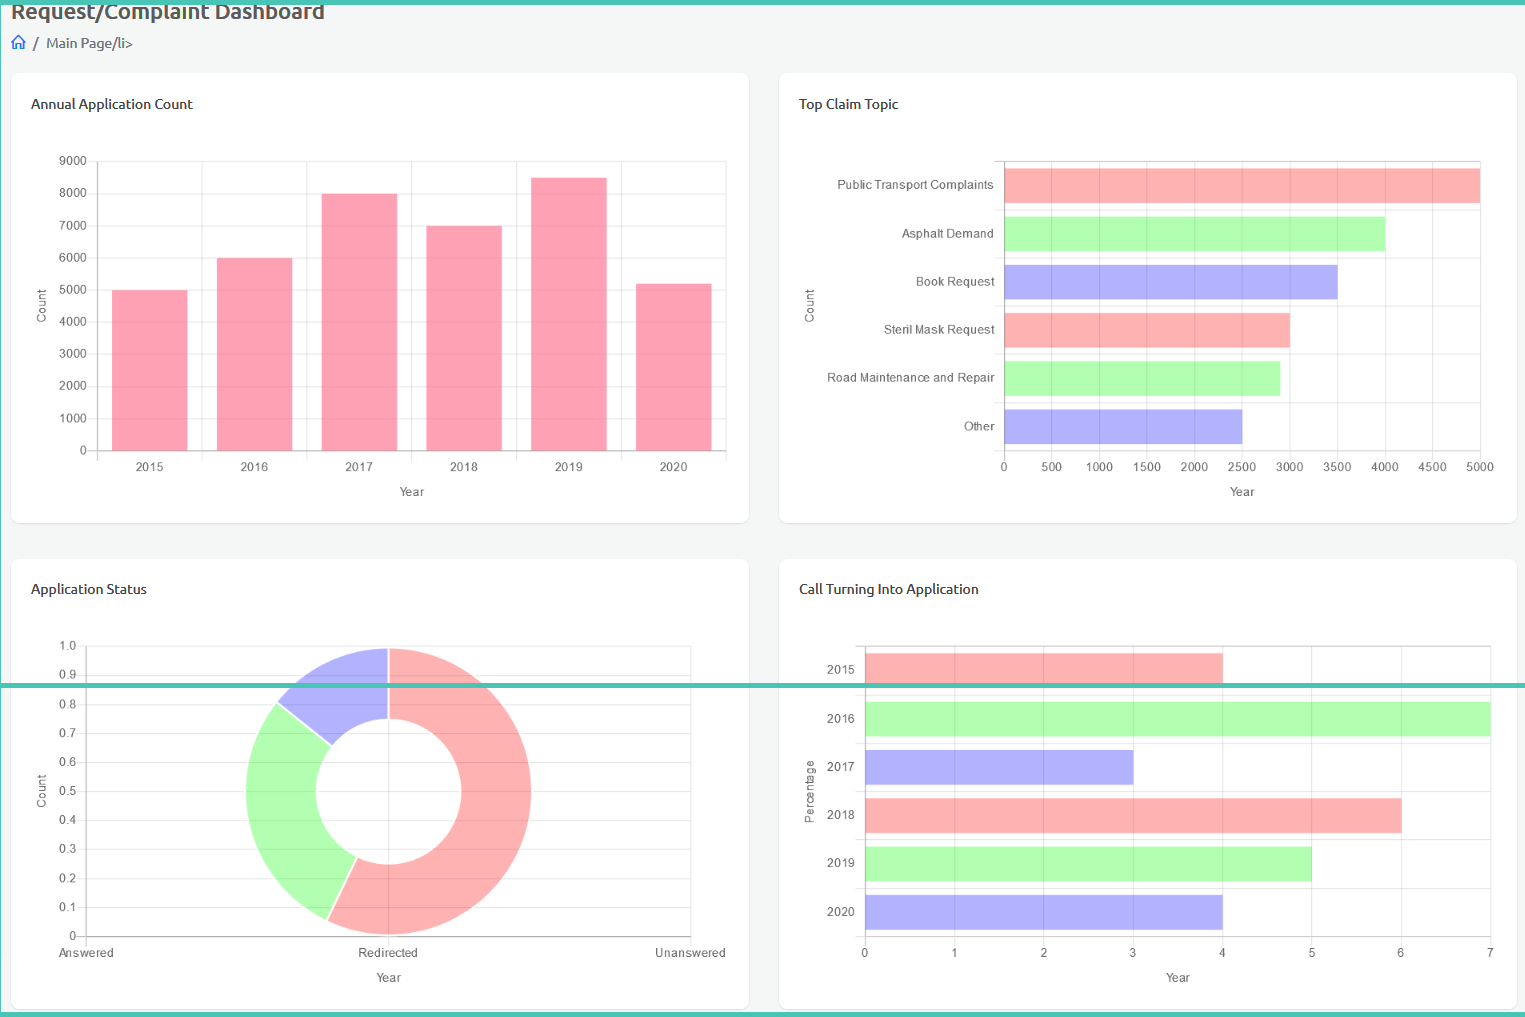 Request/Complaint Dashboard
/ Main Page/li>
Annual Application Count
9000
8000
7000
6000
5000
4000
3000
2000
1000
0
Count
2015 2016 2017 2018 2019 2020
Year
Top Claim Topic
Public Transport Complaints
Asphalt Demand
Book Request
Steril Mask Request
Road Maintenance and Repair
Other
Count
0 500 1000 1500 2000 2500 3000 3500 4000 4500 5000
Year
Application Status
1.0
0.9
0.8
0.7
0.6
0.5
0.4
0.3
0.2
0.1
0
Count
Answered Redirected Unanswered
Year
Call Turning Into Application
2015
2016
2017
2018
2019
2020
Percentage
0 1 2 3 4 5 6 7
Year